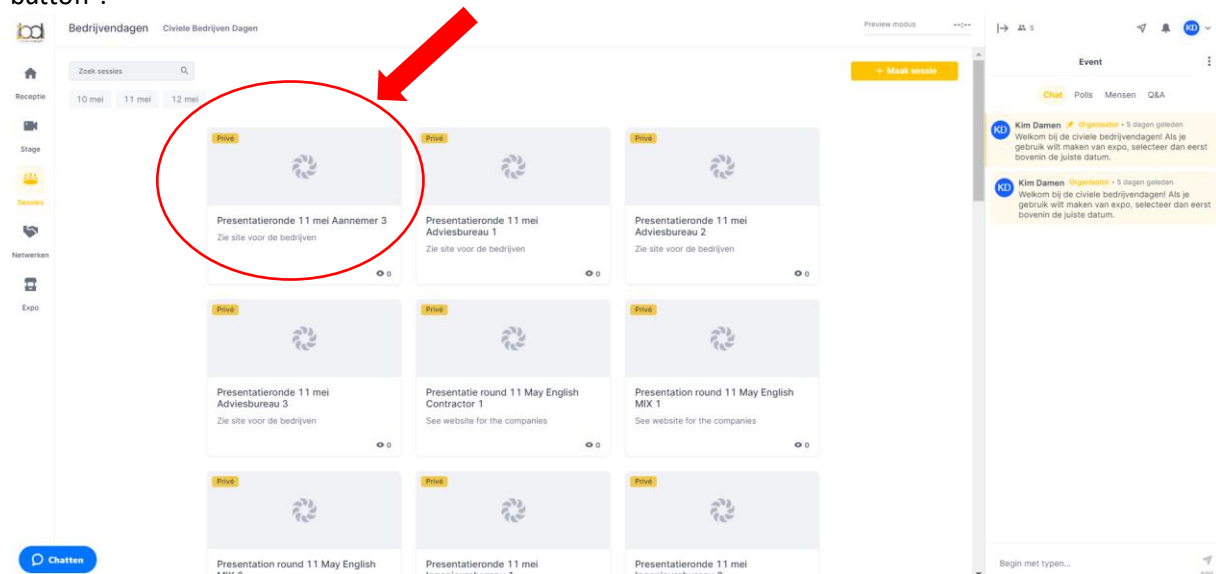 button".
Bedrijvendagen Civiele Bedrijven Dagen
Preview modus --:--
5
KD
Zoek sessies
+ Maak sessie
10 mei 11 mei 12 mei
Receptie
Stage
Sessies
Netwerken
Expo
Privé
Presentatieronde 11 mei Aannemer 3
Zie site voor de bedrijven
0
Privé
Presentatieronde 11 mei
Adviesbureau 1
Zie site voor de bedrijven
0
Privé
Presentatieronde 11 mei
Adviesbureau 2
Zie site voor de bedrijven
0
Privé
Presentatieronde 11 mei
Adviesbureau 3
Zie site voor de bedrijven
0
Privé
Presentatie round 11 May English
Contractor 1
See website for the companies
0
Privé
Presentation round 11 May English
MIX 1
See website for the companies
0
Privé
Presentation round 11 May English
Privé
Presentatieronde 11 mei
Privé
Presentatieronde 11 mei
Chatten
Event
Chat Polls Mensen Q&A
KD
Kim Damen Organisator • 5 dagen geleden
Welkom bij de civiele bedrijvendagen! Als je
gebruik wilt maken van expo, selecteer dan eerst
bovenin de juiste datum.
KD
Kim Damen Organisator • 5 dagen geleden
Welkom bij de civiele bedrijvendagen! Als je
gebruik wilt maken van expo, selecteer dan eerst
bovenin de juiste datum.
Begin met typen...